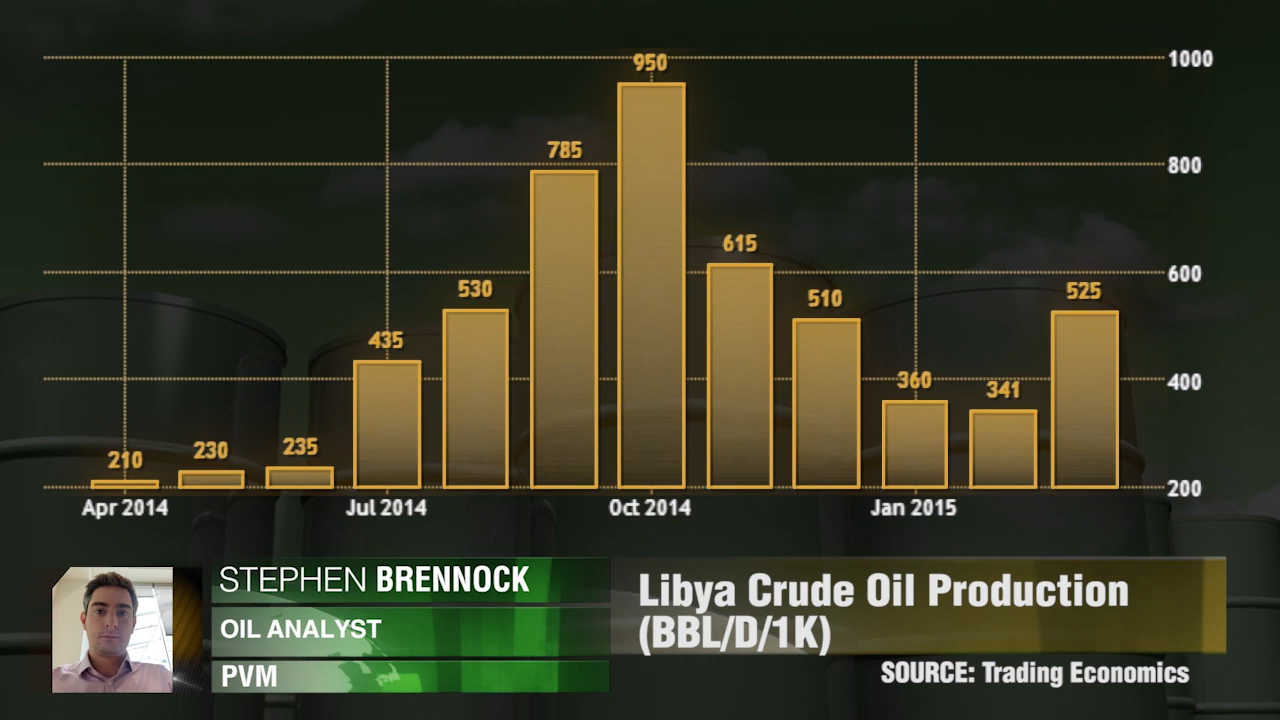 950
1000
785
800
615
600
530
525
510
435
360
400
341
235
230
210
200
Apr 2014
Jul 2014
Oct 2014
Jan 2015
STEPHEN BRENNOCK
OIL ANALYST
PVM
Libya Crude Oil Production
(BBL/D/1K)
SOURCE: Trading Economics